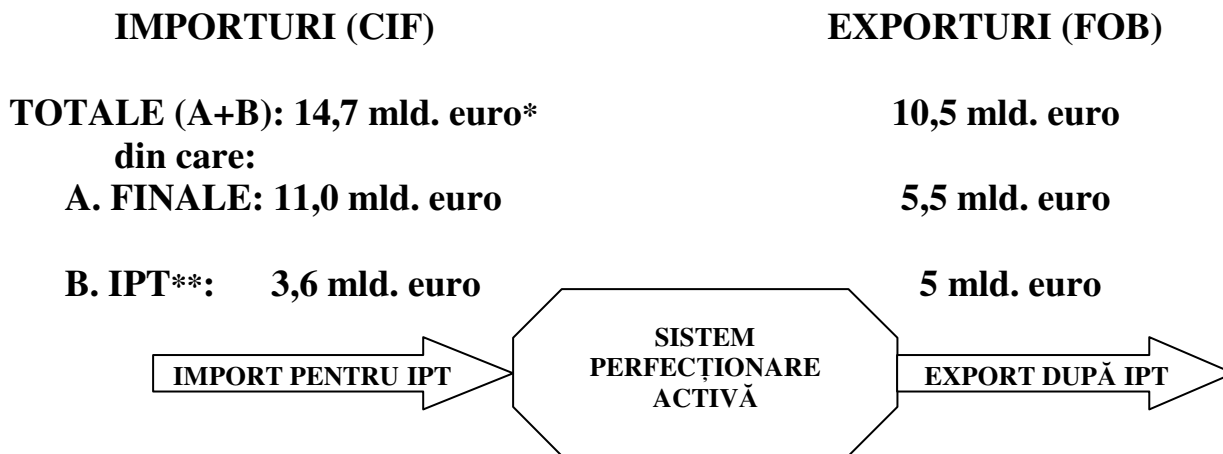 IMPORTURI (CIF) EXPORTURI (FOB)
TOTALE (A+B): 14,7 mld. euro* 10,5 mld. euro
din care:
A. FINALE: 11,0 mld. euro 5,5 mld. euro
B. IPT**: 3,6 mld. euro 5 mld. euro
SISTEM
PERFECȚIONARE
ACTIVĂ
IMPORT PENTRU IPT
EXPORT DUPĂ IPT